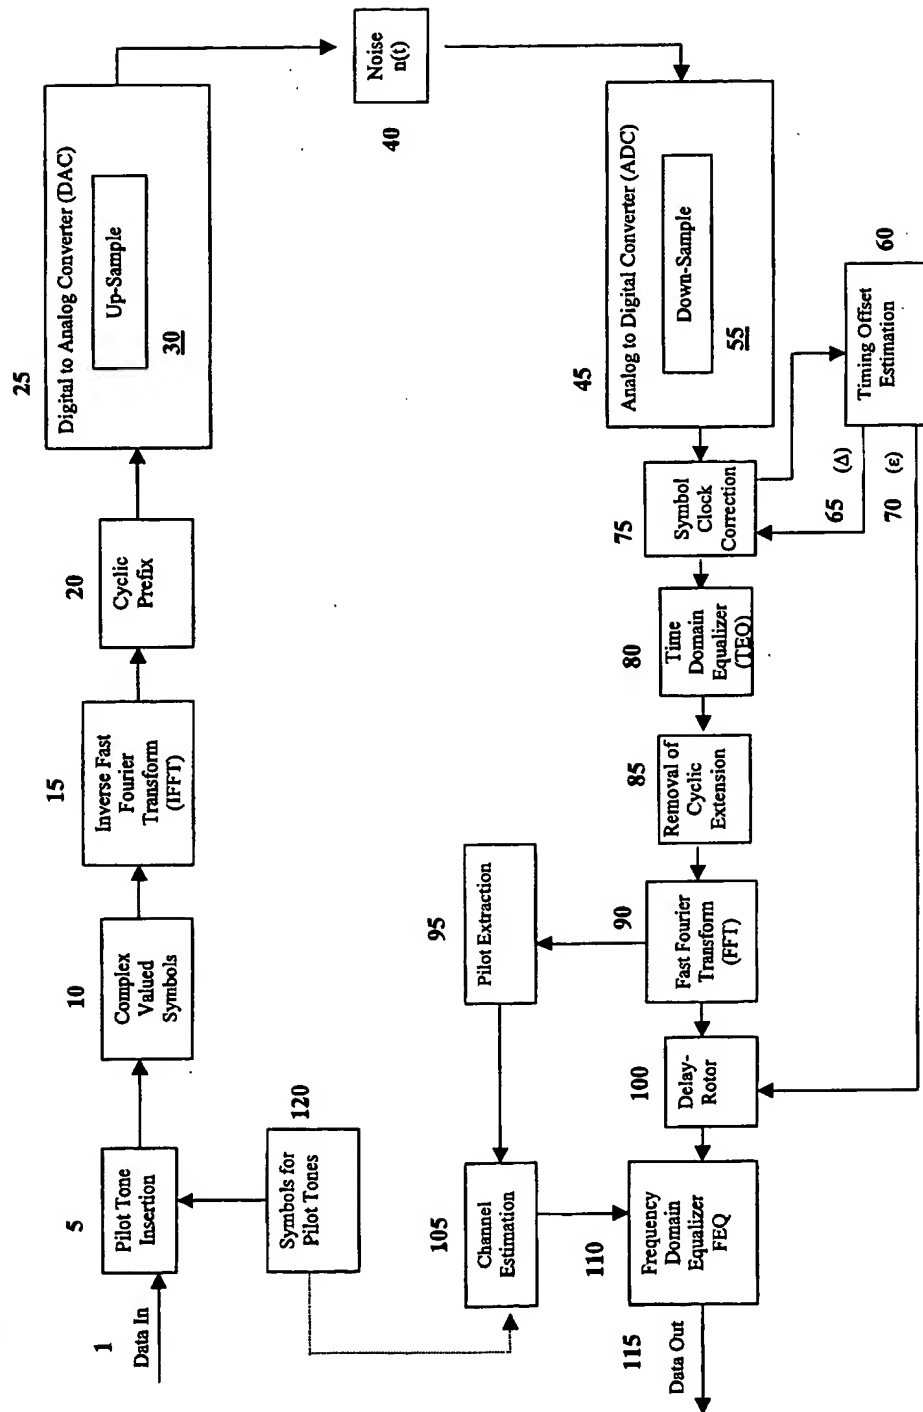 1
Data In
5
Pilot Tone
Insertion
10
Complex
Valued
Symbols
15
Inverse Fast
Fourier
Transform
(IFFT)
20
Cyclic
Prefix
25
Digital to Analog Converter (DAC)
Up-Sample
30
120
Symbols for
Pilot Tones
Noise
n(t)
40
45
Analog to Digital Converter (ADC)
Down-Sample
55
60
Timing Offset
Estimation
65
(Δ)
70
(ε)
75
Symbol
Clock
Correction
80
Time
Domain
Equalizer
(TEQ)
85
Removal of
Cyclic
Extension
90
Fast Fourier
Transform
(FFT)
95
Pilot Extraction
100
Delay-
Rotor
105
Channel
Estimation
110
Frequency
Domain
Equalizer
FEQ
115
Data Out